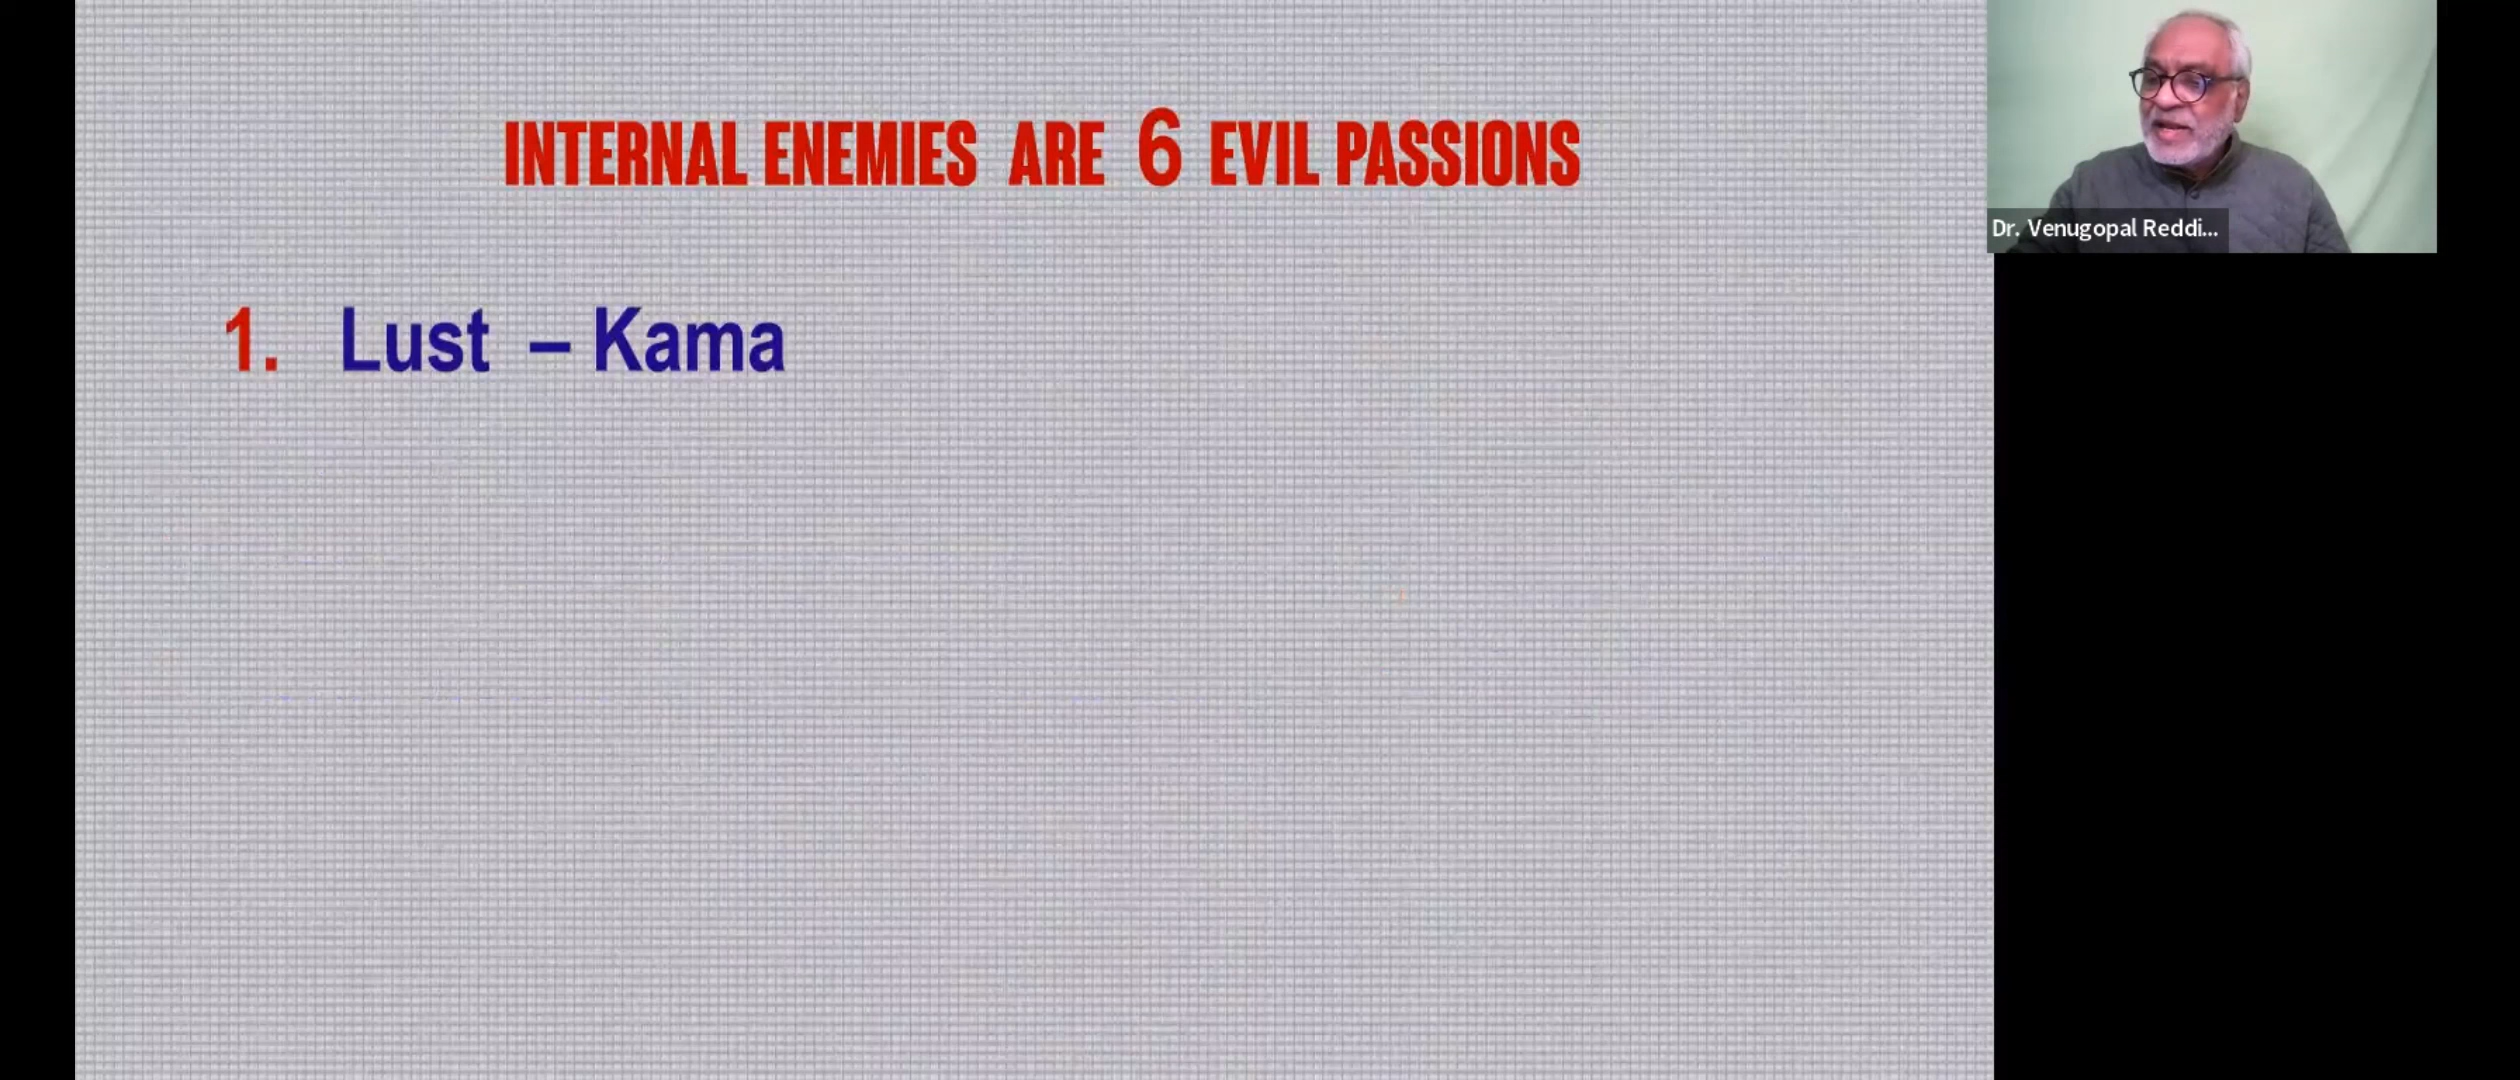 INTERNAL ENEMIES ARE 6 EVIL PASSIONS
1. Lust – Kama
Dr. Venugopal Reddi...